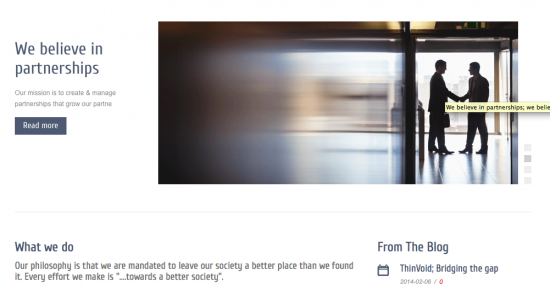 We believe in
partnerships
Our mission is to create & manage
partnerships that grow our partne
Read more
We believe in partnerships; we belie
What we do
Our philosophy is that we are mandated to leave our society a better place than we found
it. Every effort we make is "....towards a better society".
From The Blog
ThinVoid; Bridging the gap
2014-02-06 / 0